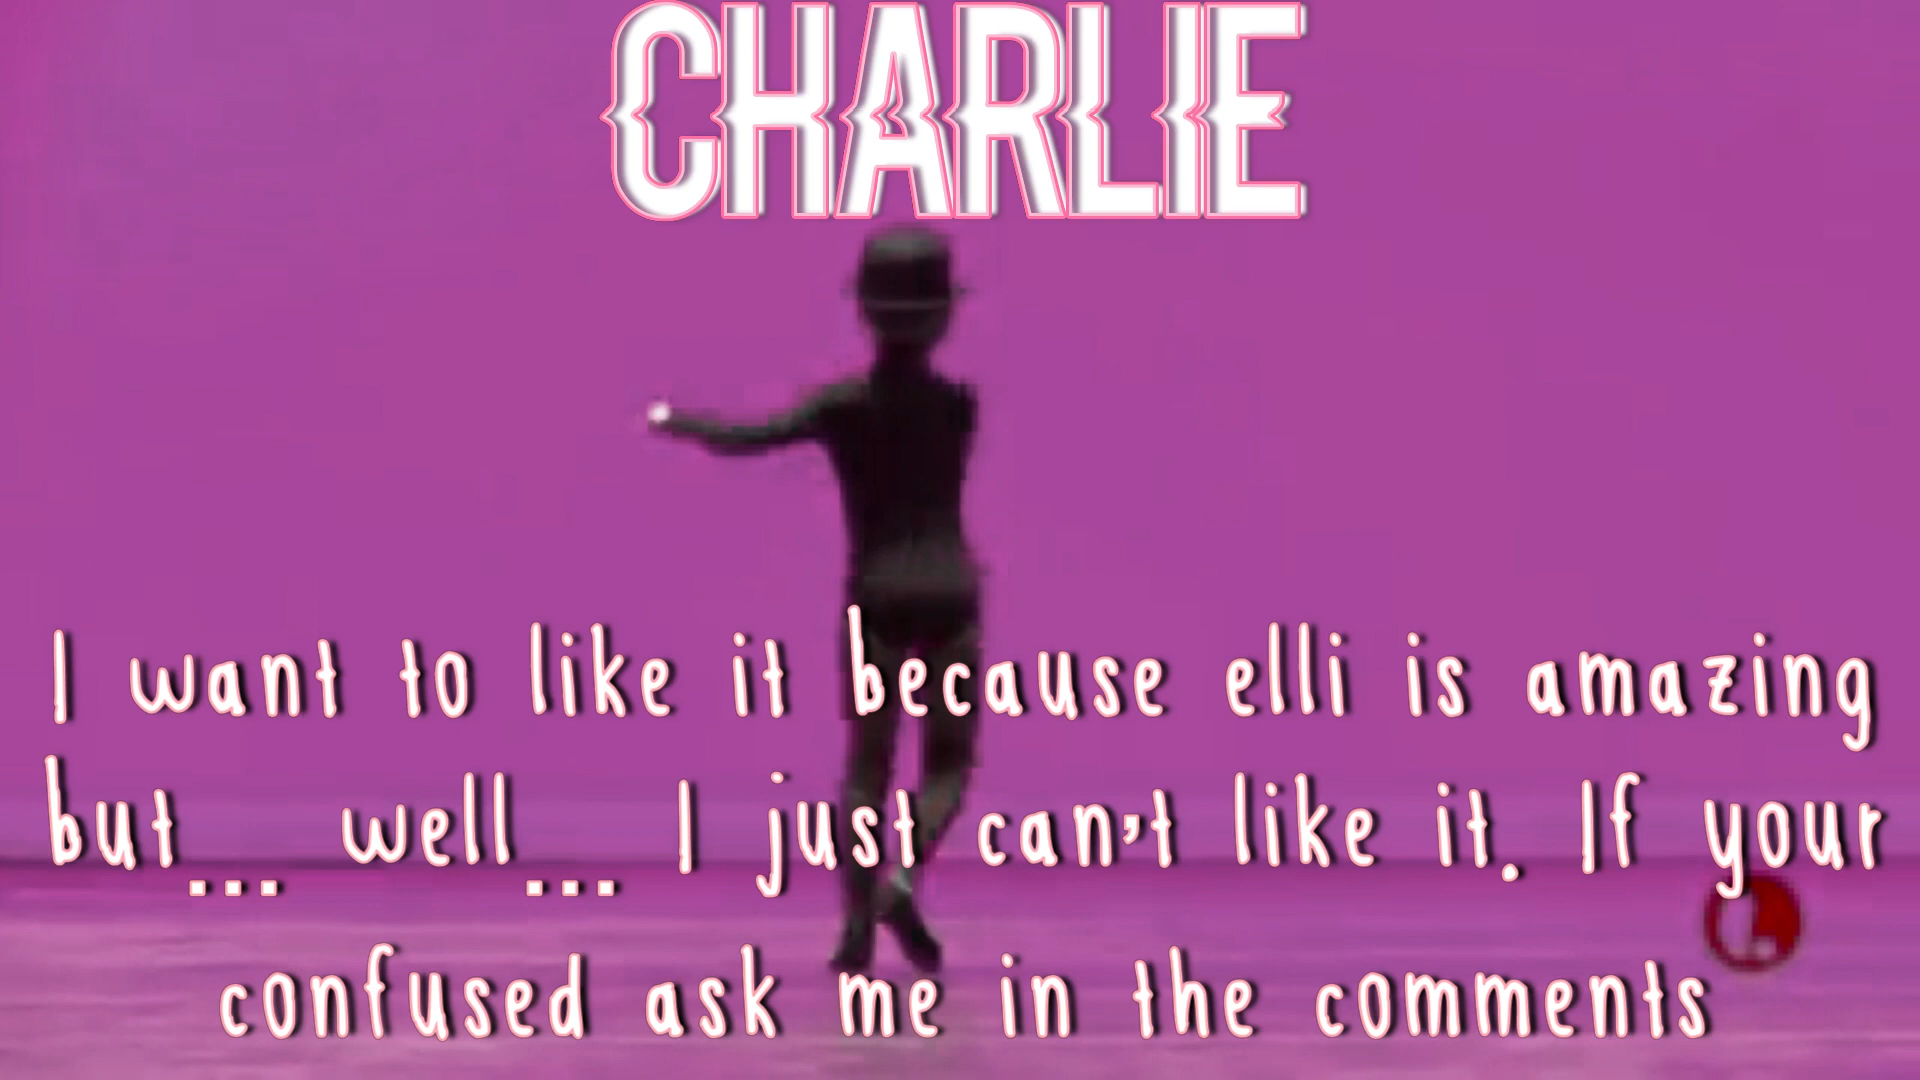 CHARLIE
I want to like it because elli is amazing
but... well... I just can't like it. If your
confused ask me in the comments